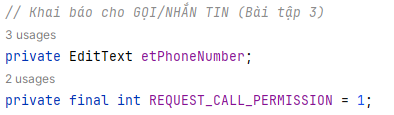 // Khai báo cho GỌI/NHẮN TIN (Bài tập 3)
3 usages
private EditText etPhoneNumber;
2 usages
private final int REQUEST_CALL_PERMISSION = 1;